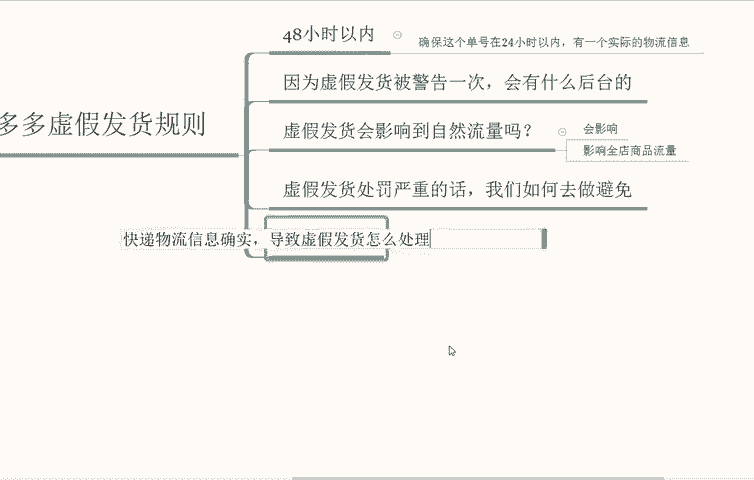 多多虚假发货规则
48小时以内
确保这个单号在24小时以内，有一个实际的物流信息
因为虚假发货被警告一次，会有什么后台的
虚假发货会影响到自然流量吗？
会影响
影响全店商品流量
虚假发货处罚严重的话，我们如何去做避免
快递物流信息确实，导致虚假发货怎么处理